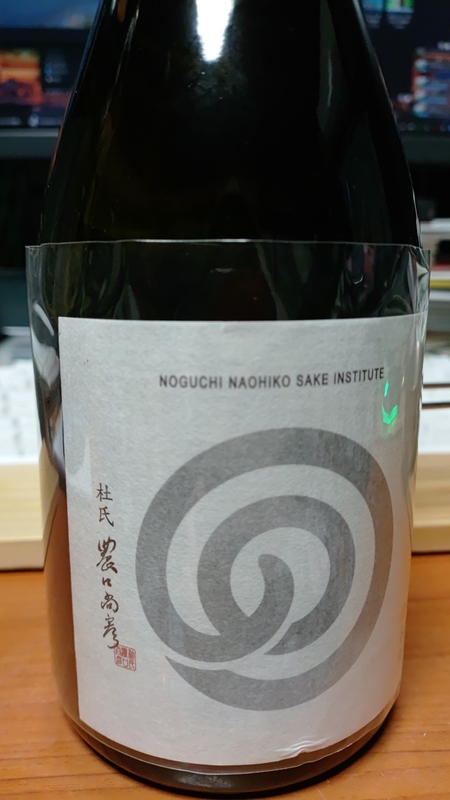 NOGUCHI NAOHIKO SAKE INSTITUTE
杜氏
農口尚彦